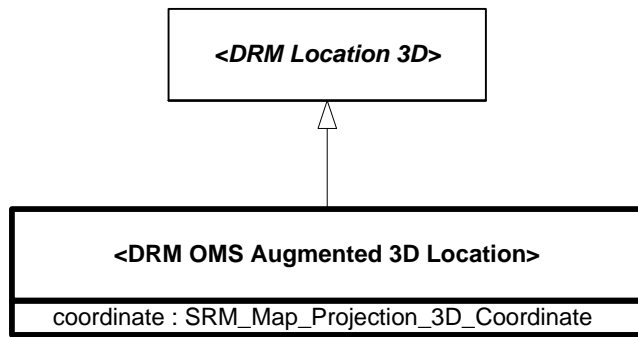 <DRM Location 3D>
<DRM OMS Augmented 3D Location>
coordinate : SRM_Map_Projection_3D_Coordinate